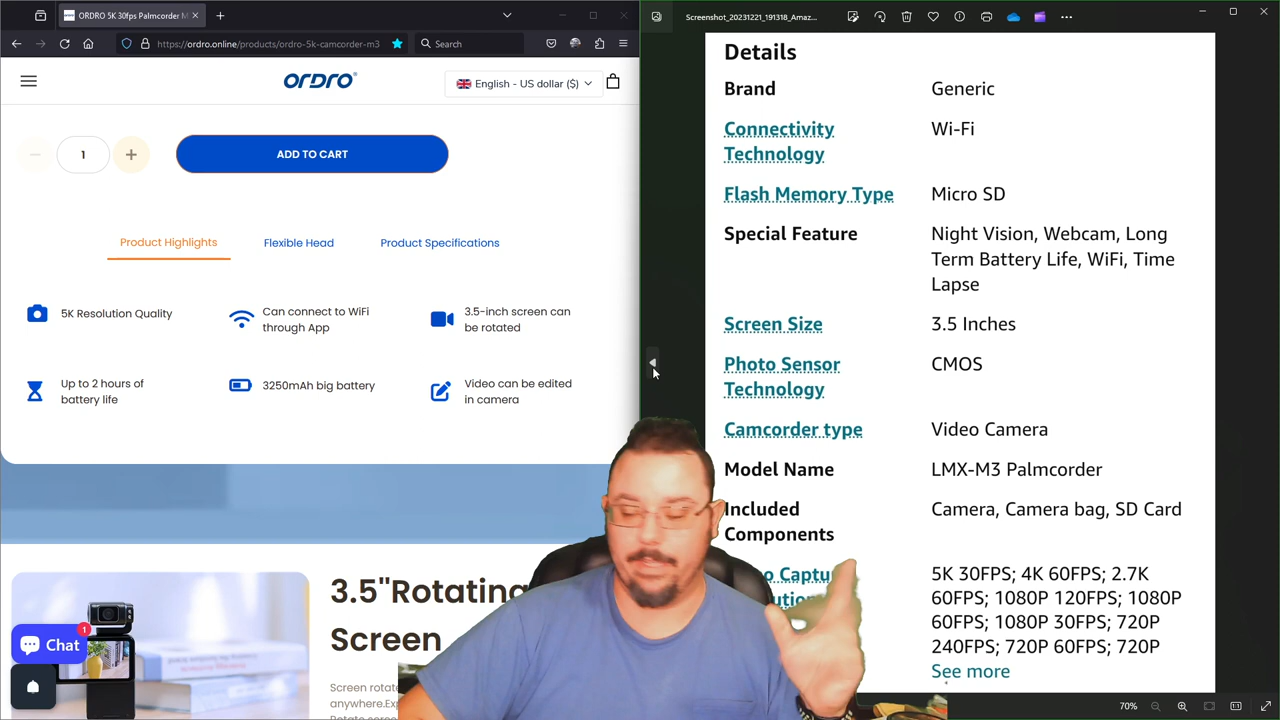 ORDRO 5K 30fps Palmcorder M
https://ordro.online/products/ordro-5k-camcorder-m3
Search
ordro
English - US dollar ($)
1
ADD TO CART
Product Highlights
Flexible Head
Product Specifications
5K Resolution Quality
Can connect to WiFi
through App
3.5-inch screen can
be rotated
Up to 2 hours of
battery life
3250mAh big battery
Video can be edited
in camera
3.5"Rotating
Screen
Screen rotate
anywhere.Exp
Chat
1
Screenshot_20231221_191318_Amaz...
Details
Brand
Generic
Connectivity
Technology
Wi-Fi
Flash Memory Type
Micro SD
Special Feature
Night Vision, Webcam, Long
Term Battery Life, WiFi, Time
Lapse
Screen Size
3.5 Inches
Photo Sensor
Technology
CMOS
Camcorder type
Video Camera
Model Name
LMX-M3 Palmcorder
Included
Components
Camera, Camera bag, SD Card
o Captu
5K 30FPS; 4K 60FPS; 2.7K
60FPS; 1080P 120FPS; 1080P
60FPS; 1080P 30FPS; 720P
240FPS; 720P 60FPS; 720P
See more
70%